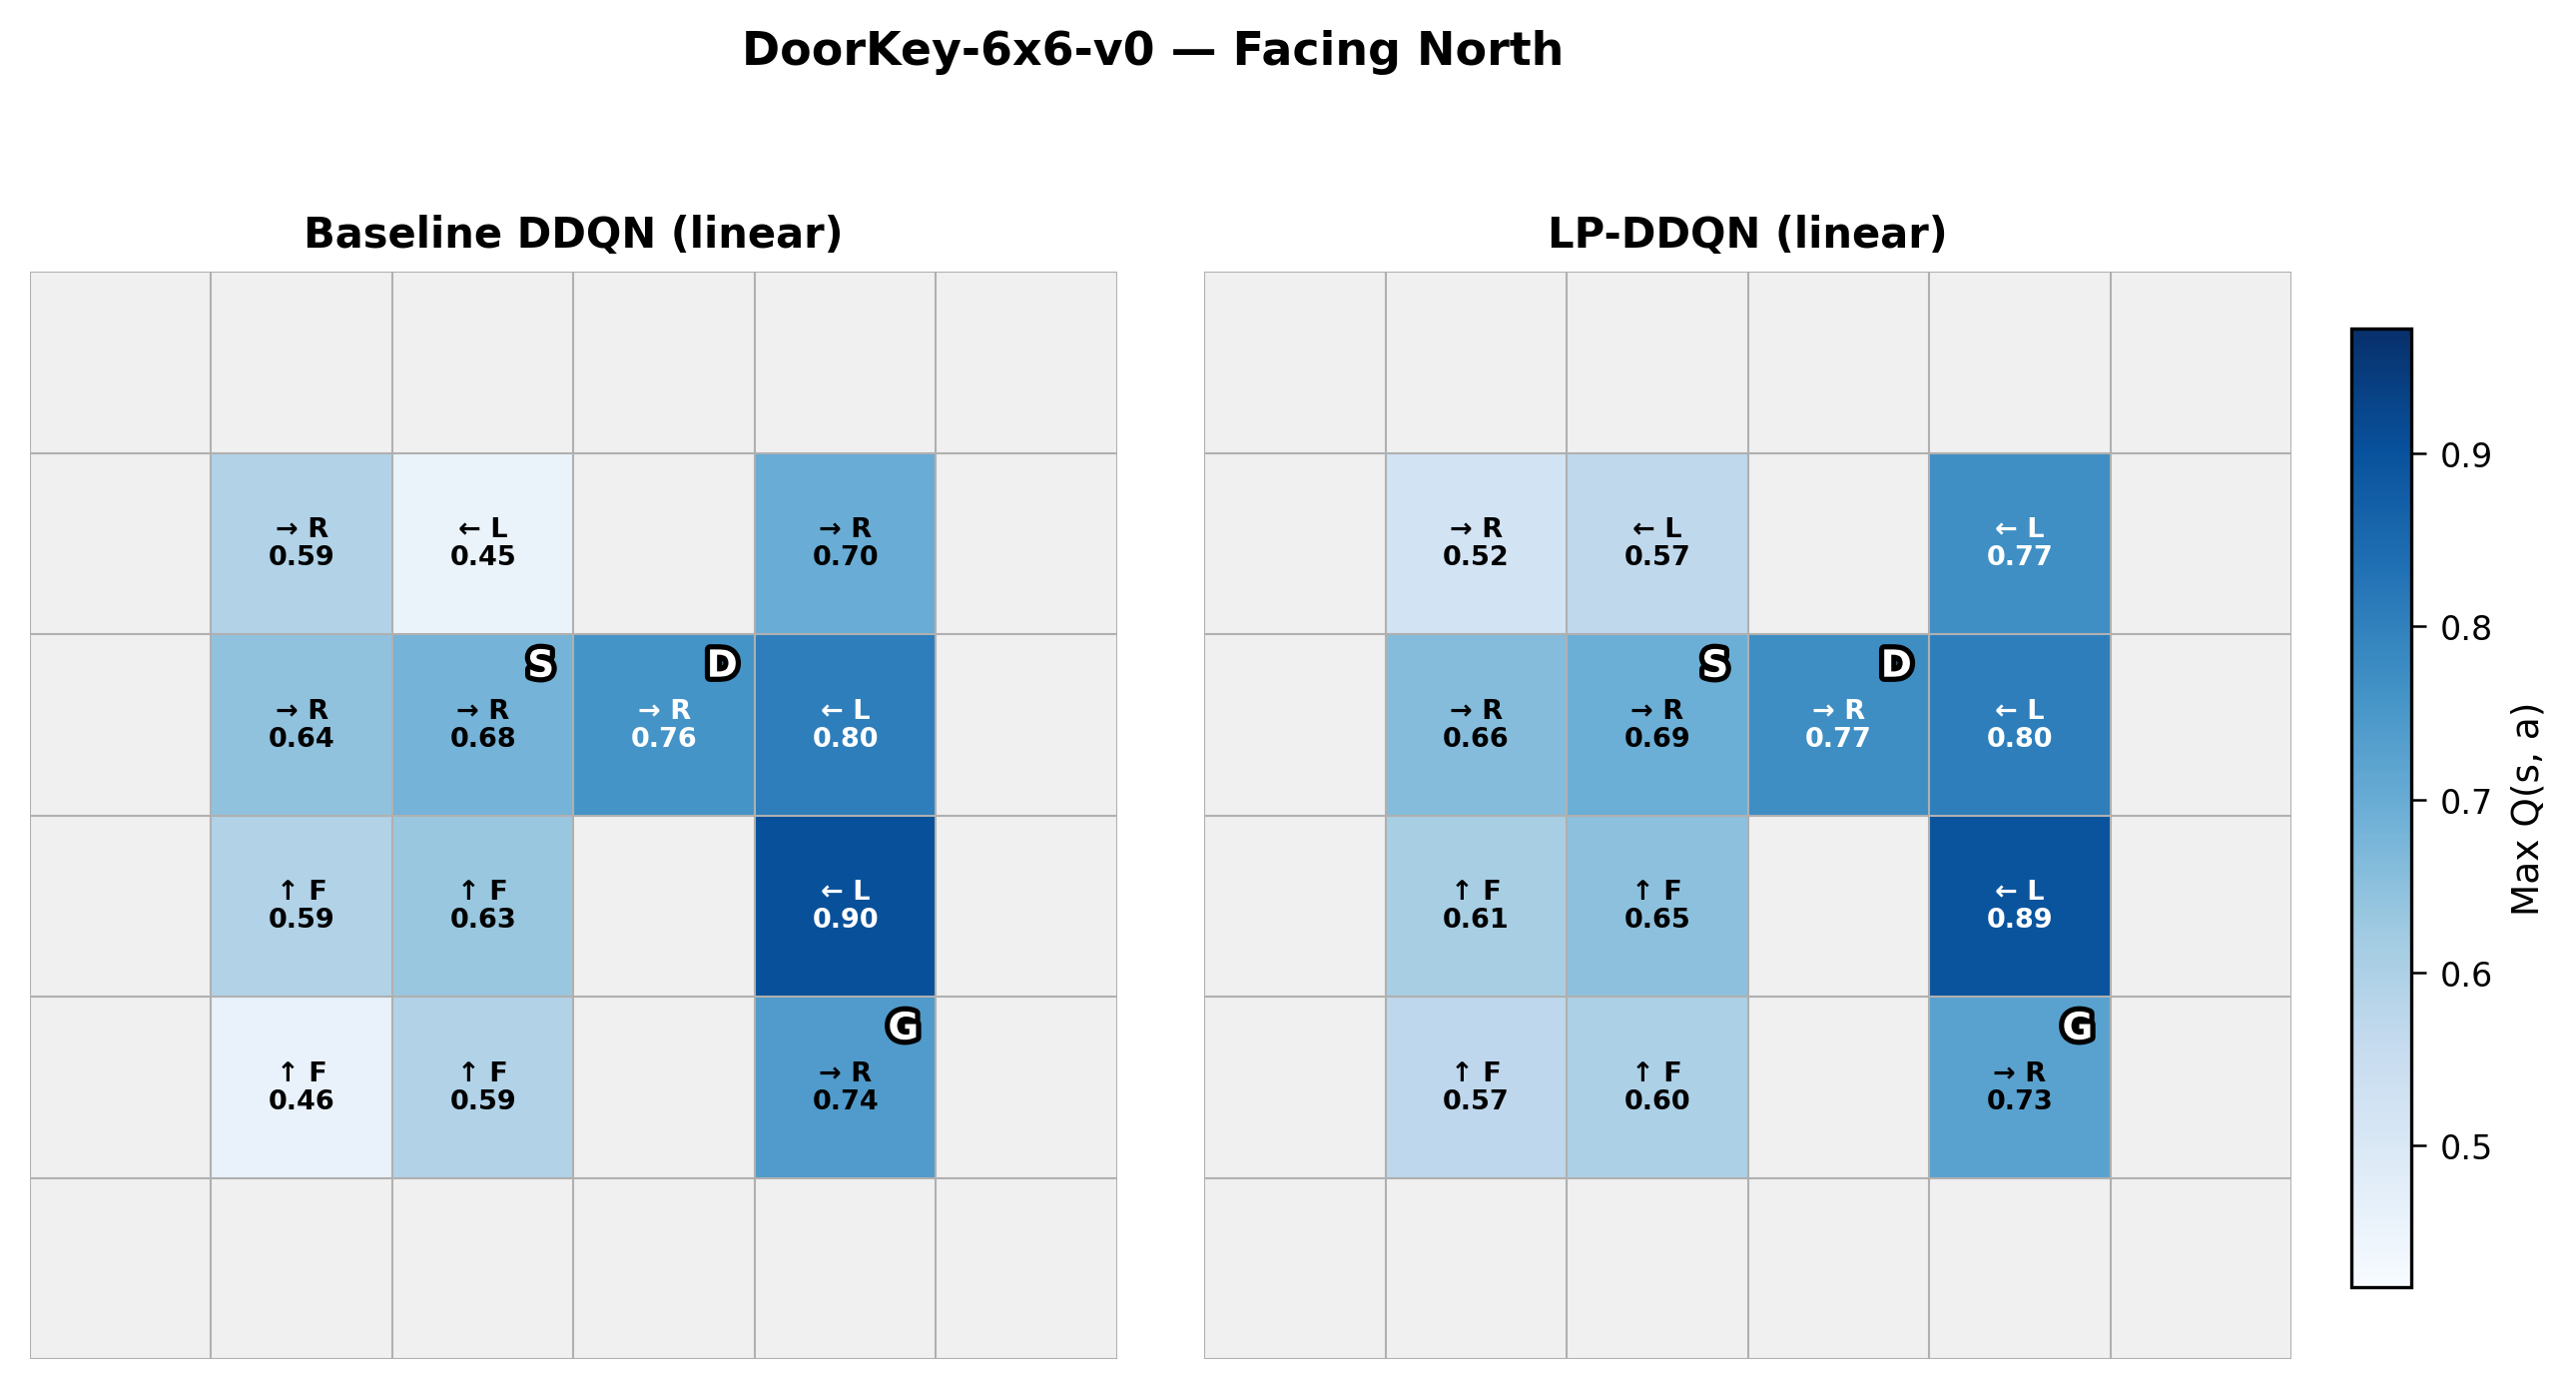 DoorKey-6x6-v0 — Facing North
Baseline DDQN (linear)
→ R
0.59
← L
0.45
→ R
0.70
→ R
0.64
S
→ R
0.68
D
→ R
0.76
← L
0.80
↑ F
0.59
↑ F
0.63
← L
0.90
↑ F
0.46
↑ F
0.59
G
→ R
0.74
LP-DDQN (linear)
→ R
0.52
← L
0.57
← L
0.77
→ R
0.66
S
→ R
0.69
D
→ R
0.77
← L
0.80
↑ F
0.61
↑ F
0.65
← L
0.89
↑ F
0.57
↑ F
0.60
G
→ R
0.73
0.9
0.8
0.7
0.6
0.5
Max Q(s, a)